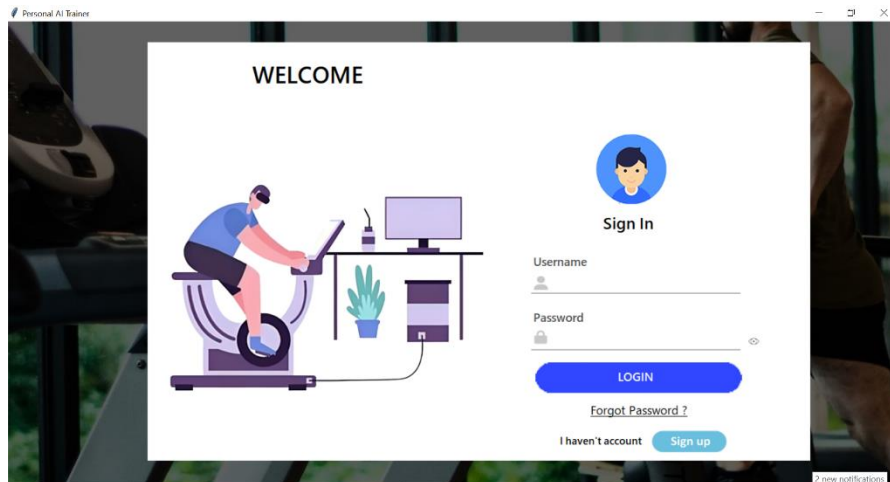 Personal AI Trainer
WELCOME
Sign In
Username
Password
LOGIN
Forgot Password ?
I haven't account
Sign up
2 new notifications